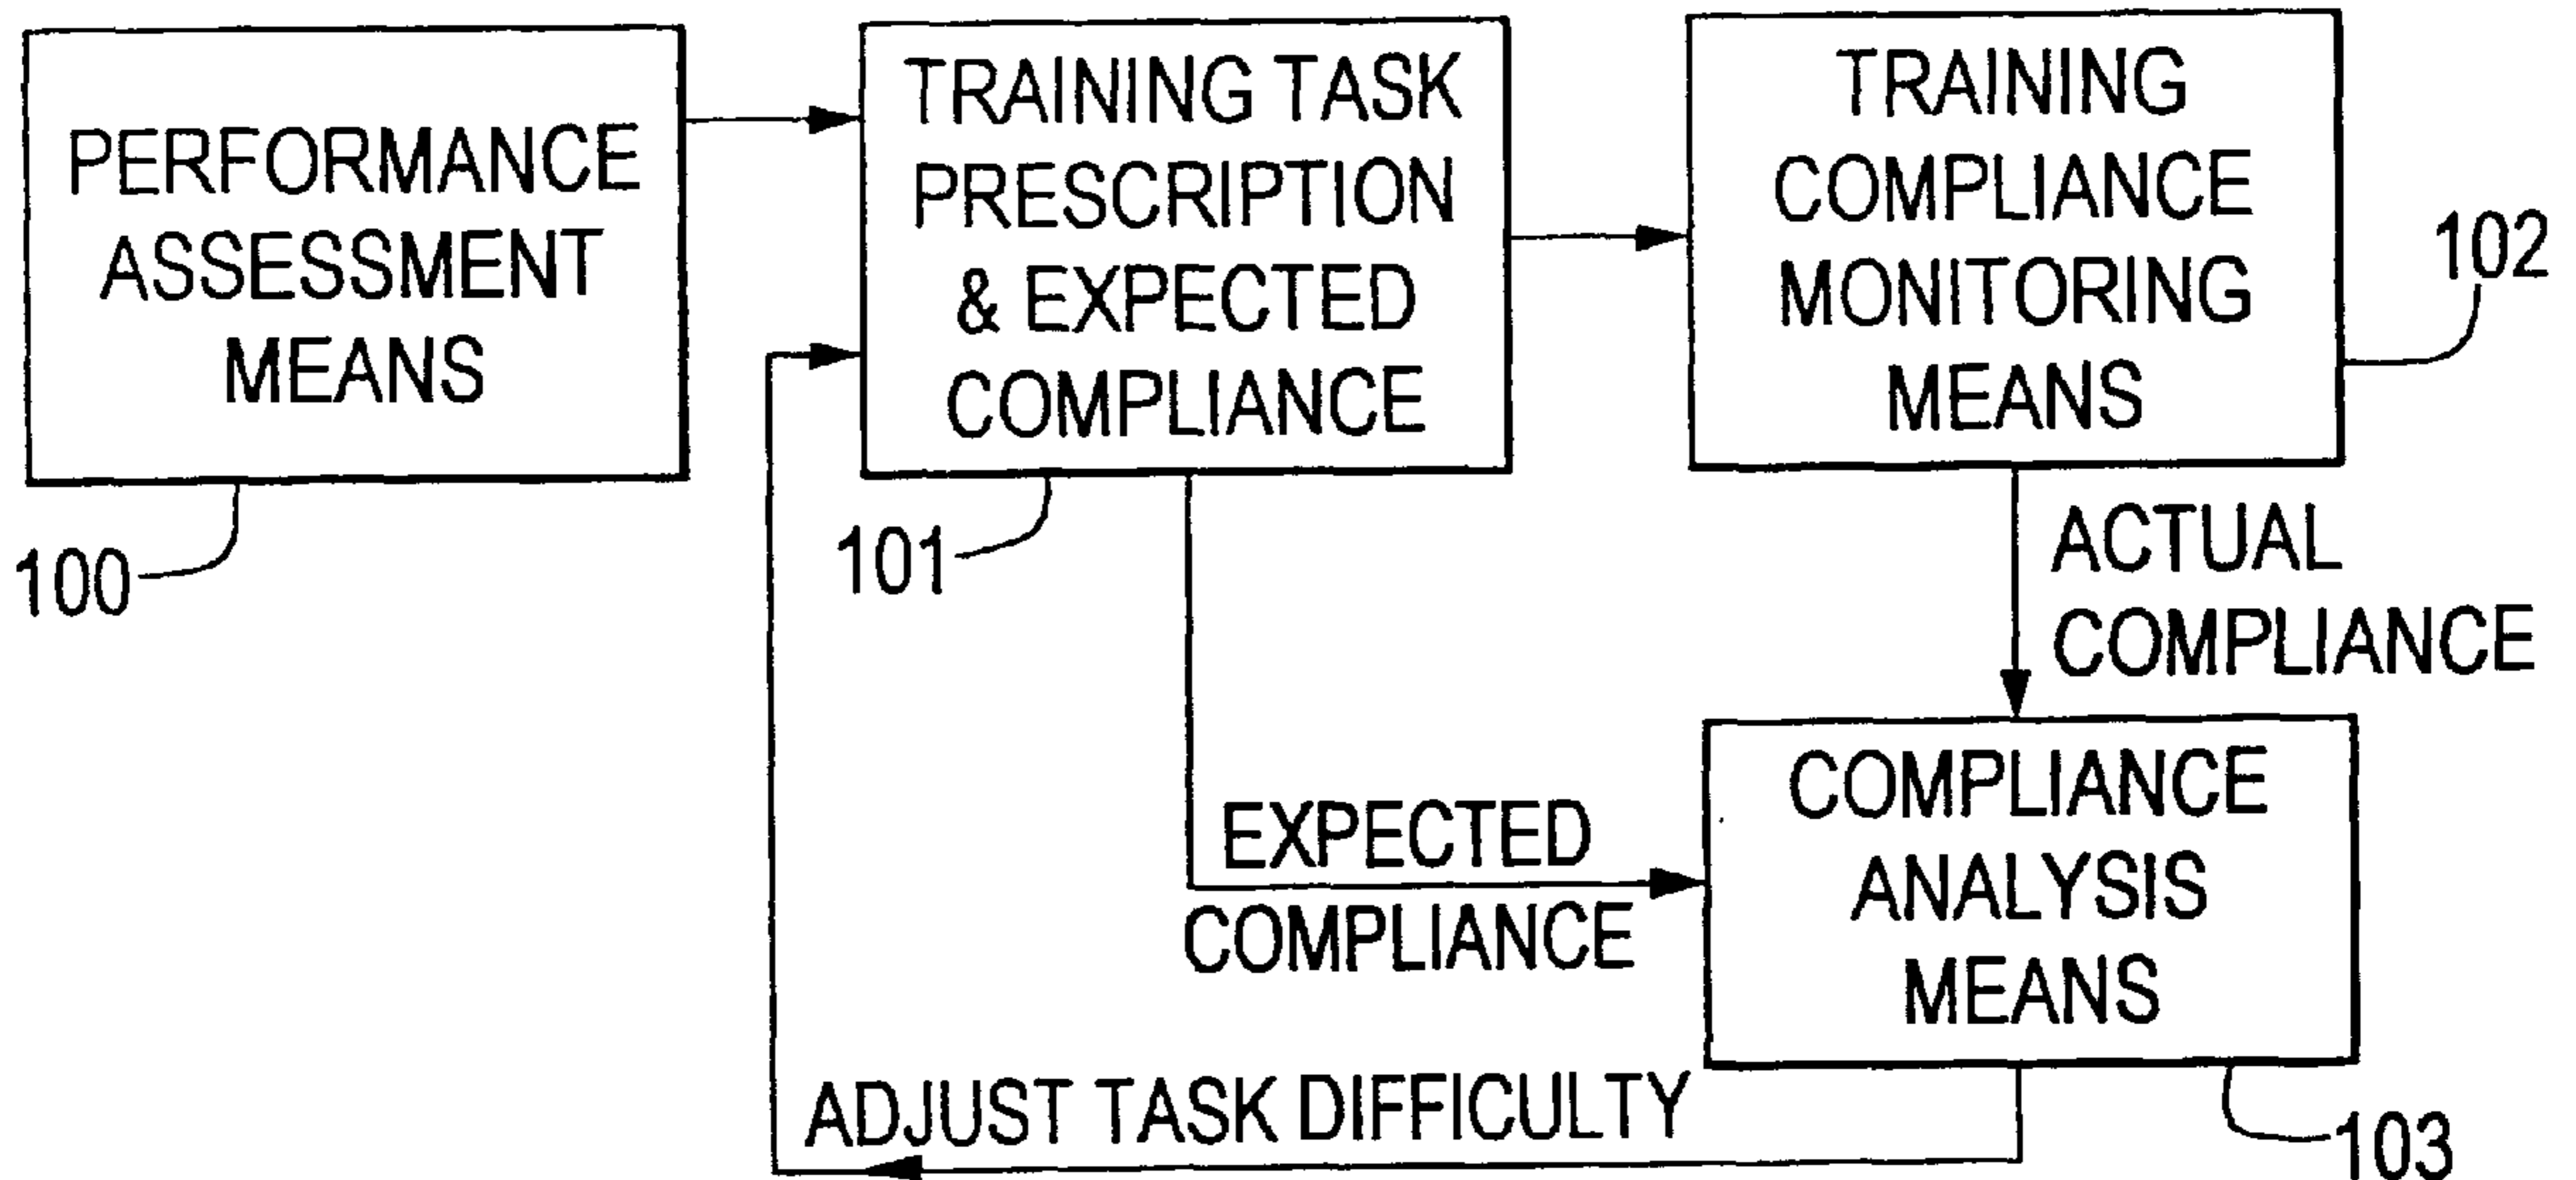 PERFORMANCE
ASSESSMENT
MEANS
100
TRAINING TASK
PRESCRIPTION
& EXPECTED
COMPLIANCE
101
TRAINING
COMPLIANCE
MONITORING
MEANS
102
ACTUAL
COMPLIANCE
EXPECTED
COMPLIANCE
COMPLIANCE
ANALYSIS
MEANS
103
ADJUST TASK DIFFICULTY